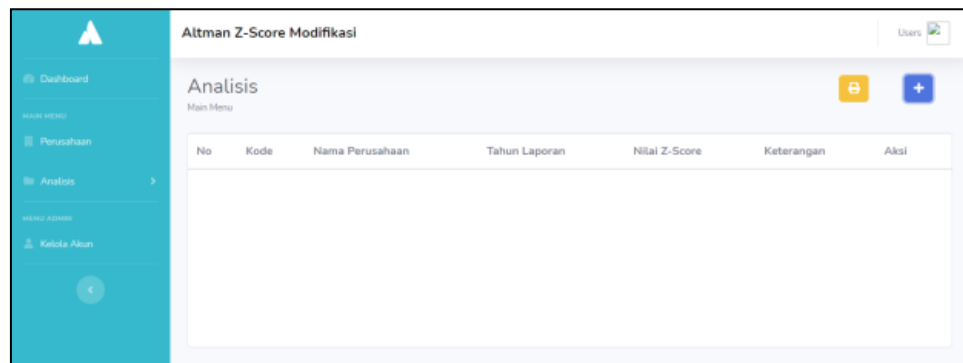 Altman Z-Score Modifikasi
Users
Dashboard
MAIN MENU
Perusahaan
Analisis
MENU ADMIN
Kelola Akun
Analisis
Main Menu
No Kode Nama Perusahaan Tahun Laporan Nilai Z-Score Keterangan Aksi